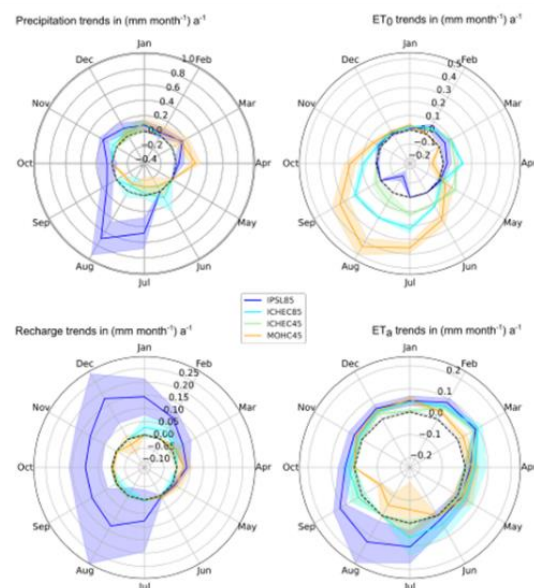 Precipitation trends in (mm month⁻¹) a⁻¹
Jan
Feb
Mar
Apr
May
Jun
Jul
Aug
Sep
Oct
Nov
Dec
1.0
0.8
0.6
0.4
0.2
0.0
−0.2
−0.4
ET₀ trends in (mm month⁻¹) a⁻¹
Jan
Feb
Mar
Apr
May
Jun
Jul
Aug
Sep
Oct
Nov
Dec
0.5
0.4
0.3
0.2
0.1
−0.0
−0.1
−0.2
IPSL85
ICHEC85
ICHEC45
MOHC45
Recharge trends in (mm month⁻¹) a⁻¹
Jan
Feb
Mar
Apr
May
Jun
Jul
Aug
Sep
Oct
Nov
Dec
0.25
0.20
0.15
0.10
0.05
0.00
−0.05
−0.10
ETₐ trends in (mm month⁻¹) a⁻¹
Jan
Feb
Mar
Apr
May
Jun
Jul
Aug
Sep
Oct
Nov
Dec
0.2
0.1
0.0
−0.1
−0.2